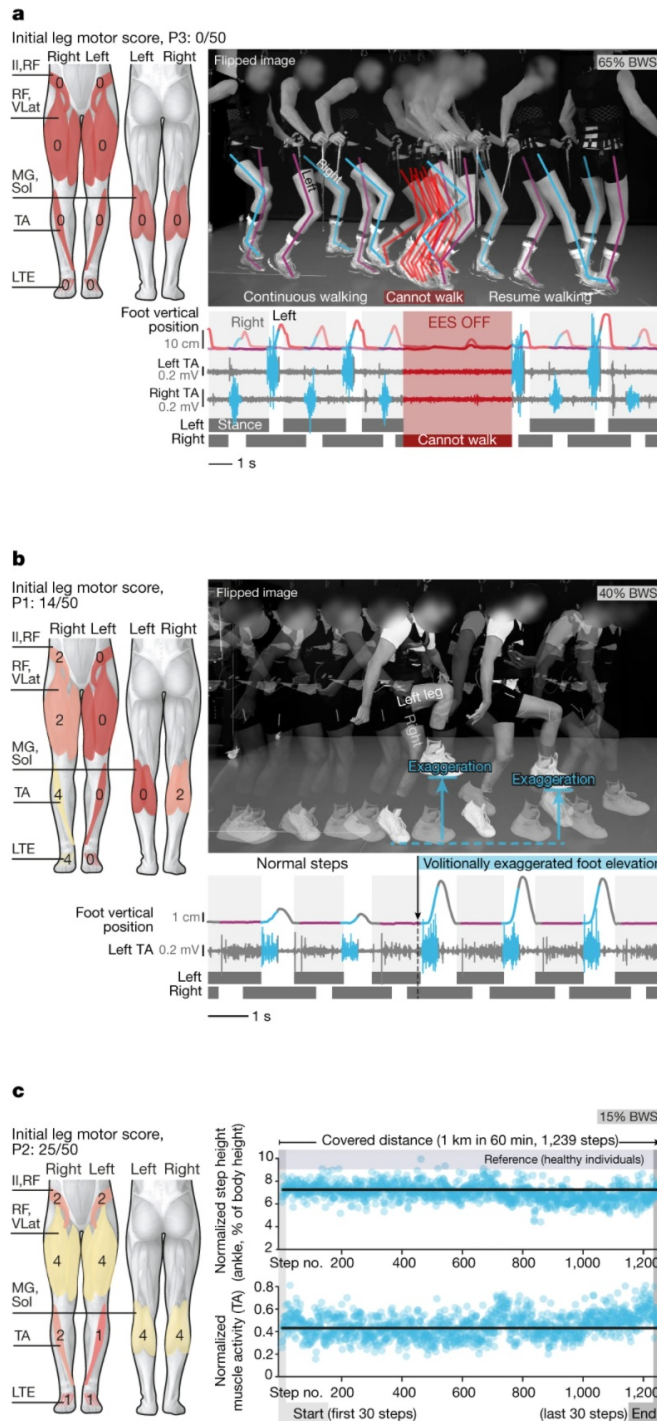 a
Initial leg motor score, P3: 0/50
Right Left Left Right
Il,RF
RF,
VLat
MG,
Sol
TA
LTE
0
0 0
0 0 0 0
0 0
Flipped image
65% BWS
Right
Left
Continuous walking Cannot walk Resume walking
Foot vertical
position
10 cm
Right Left
EES OFF
Left TA
0.2 mV
Right TA
0.2 mV
Left Stance
Right Cannot walk
1 s
b
Initial leg motor score,
P1: 14/50
Right Left Left Right
Il,RF
RF,
VLat
MG,
Sol
TA
LTE
2 0
2 0
4 0 0 2
4 0
Flipped image
40% BWS
Left leg
Right
Exaggeration
Exaggeration
Normal steps Volitionally exaggerated foot elevation
Foot vertical
position
1 cm
Left TA 0.2 mV
Left
Right
1 s
c
Initial leg motor score,
P2: 25/50
Right Left Left Right
Il,RF
RF,
VLat
MG,
Sol
TA
LTE
2 2
4 4
2 1 4 4
1 1
15% BWS
Covered distance (1 km in 60 min, 1,239 steps)
Normalized step height
(ankle, % of body height)
10
8
6
4
2
Reference (healthy individuals)
Step no. 200 400 600 800 1,000 1,200
Normalized
muscle activity (TA)
0.8
0.6
0.4
0.2
0
Step no. 200 400 600 800 1,000 1,200
Start (first 30 steps) (last 30 steps) End